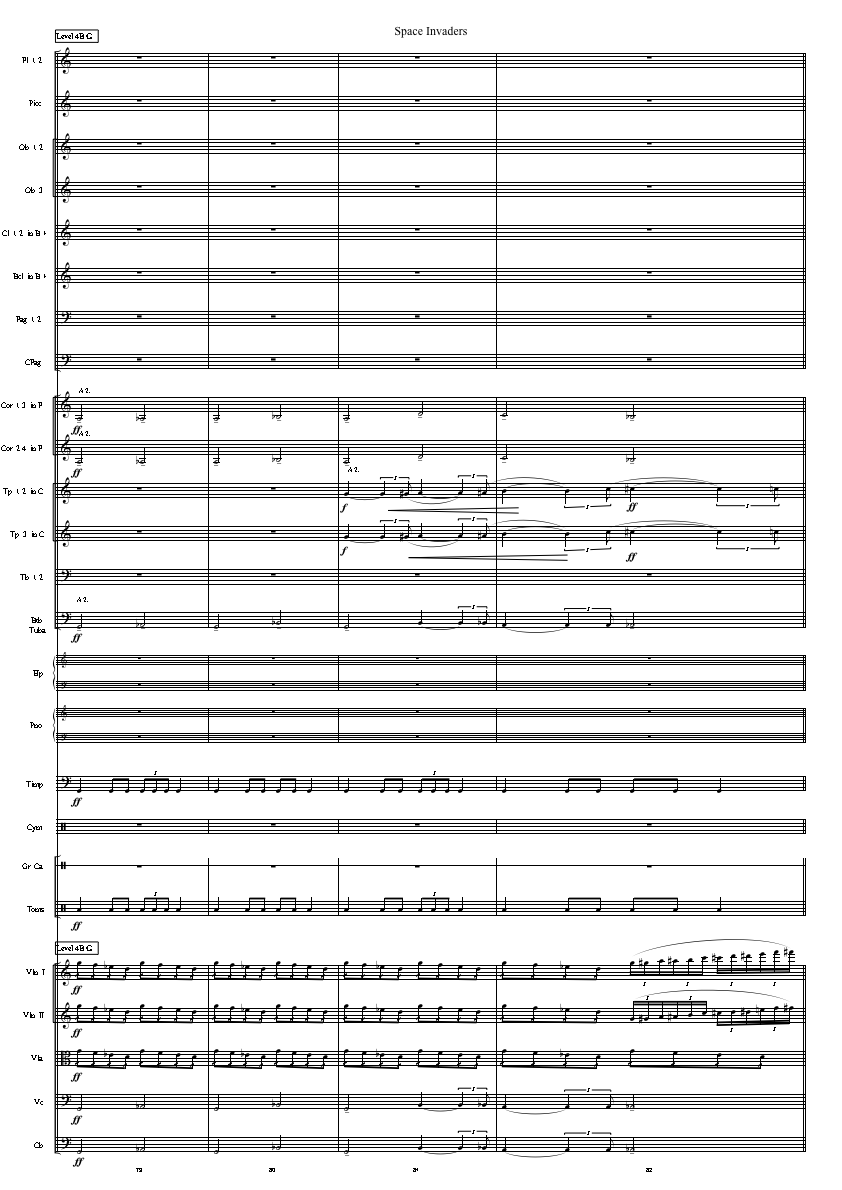 Space Invaders
Level 4 B G
Fl 1.2
Picc
Ob 1.2
Ob 3
Cl 1.2 in B
Bcl in B
Fag 1.2
CFag
A 2.
Cor 1.3 in F
ff
A 2.
Cor 2.4 in F
ff
A 2.
3 3
Tp 1.2 in C
f ff
3 3
3 3
Tp 3 in C
f ff
3 3
Tb 1.2
A 2.
3 3
Tuba
ff
Pno
3 3
Timp
ff
Cym
Gr Ca
3 3
Toms
ff
Level 4 B G
Vln I
ff
3 3 3 3
Vln II
ff
3 3 3 3
Vla
ff
3 3
Vc
ff
3 3
Cb
ff
79 80 81 82